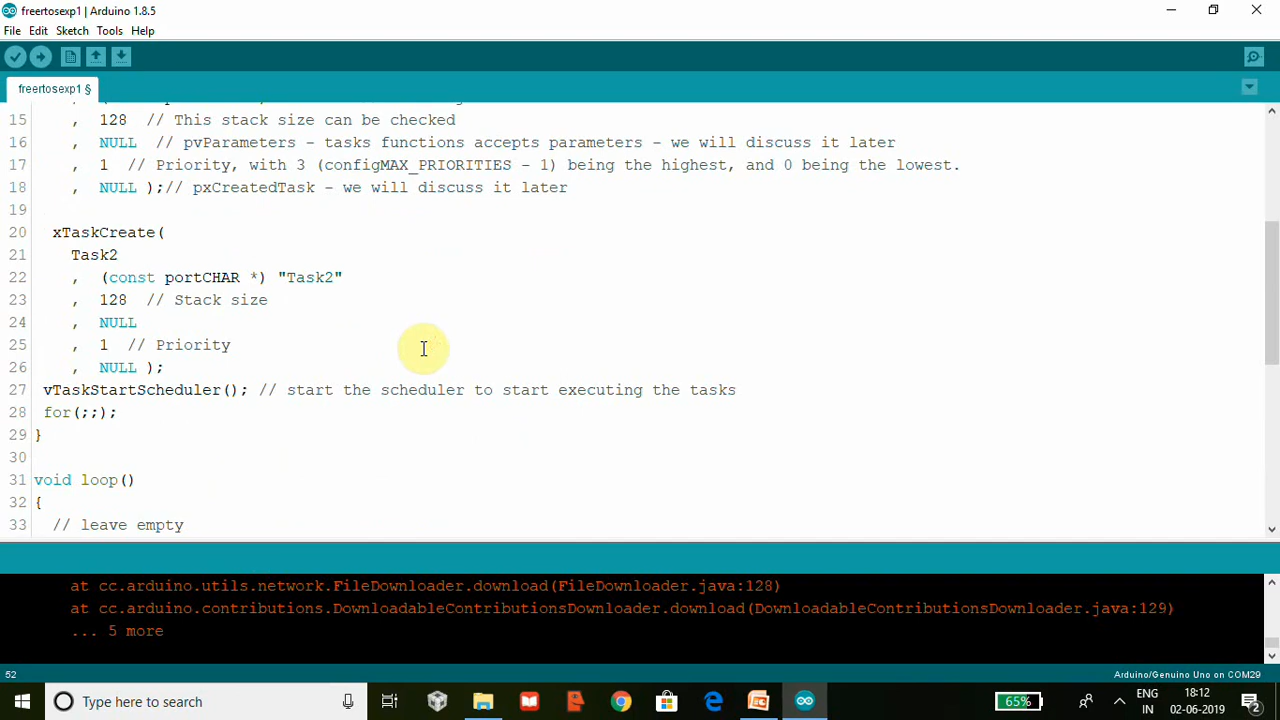 freertosexp1 | Arduino 1.8.5
File Edit Sketch Tools Help
freertosexp1 §
15 , 128 // This stack size can be checked
16 , NULL // pvParameters - tasks functions accepts parameters - we will discuss it later
17 , 1 // Priority, with 3 (configMAX_PRIORITIES - 1) being the highest, and 0 being the lowest.
18 , NULL );// pxCreatedTask - we will discuss it later
19
20 xTaskCreate(
21 Task2
22 , (const portCHAR *) "Task2"
23 , 128 // Stack size
24 , NULL
25 , 1 // Priority
26 , NULL );
27 vTaskStartScheduler(); // start the scheduler to start executing the tasks
28 for(;;);
29 }
30
31 void loop()
32 {
33 // leave empty
at cc.arduino.utils.network.FileDownloader.download(FileDownloader.java:128)
at cc.arduino.contributions.DownloadableContributionsDownloader.download(DownloadableContributionsDownloader.java:129)
... 5 more
52 Arduino/Genuino Uno on COM29
Type here to search
65%
ENG 18:12
IN 02-06-2019 2